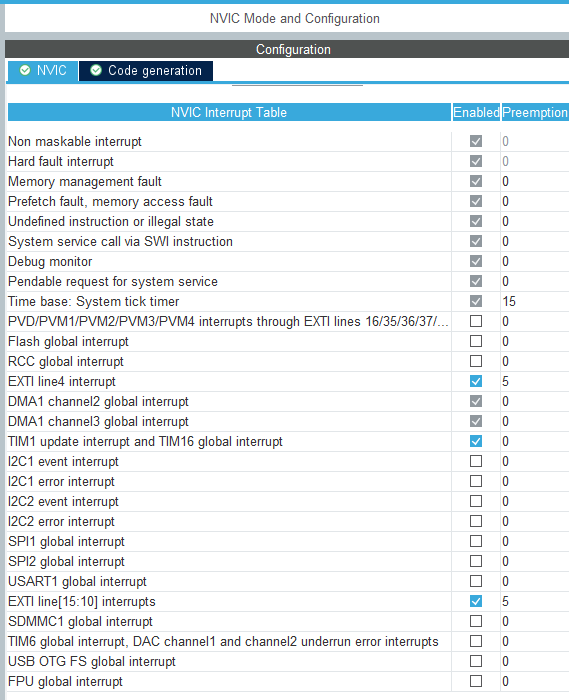 NVIC Mode and Configuration
Configuration
NVIC Code generation
NVIC Interrupt Table Enabled Preemption
Non maskable interrupt 0
Hard fault interrupt 0
Memory management fault 0
Prefetch fault, memory access fault 0
Undefined instruction or illegal state 0
System service call via SWI instruction 0
Debug monitor 0
Pendable request for system service 0
Time base: System tick timer 15
PVD/PVM1/PVM2/PVM3/PVM4 interrupts through EXTI lines 16/35/36/37/... 0
Flash global interrupt 0
RCC global interrupt 0
EXTI line4 interrupt 5
DMA1 channel2 global interrupt 0
DMA1 channel3 global interrupt 0
TIM1 update interrupt and TIM16 global interrupt 0
I2C1 event interrupt 0
I2C1 error interrupt 0
I2C2 event interrupt 0
I2C2 error interrupt 0
SPI1 global interrupt 0
SPI2 global interrupt 0
USART1 global interrupt 0
EXTI line[15:10] interrupts 5
SDMMC1 global interrupt 0
TIM6 global interrupt, DAC channel1 and channel2 underrun error interrupts 0
USB OTG FS global interrupt 0
FPU global interrupt 0